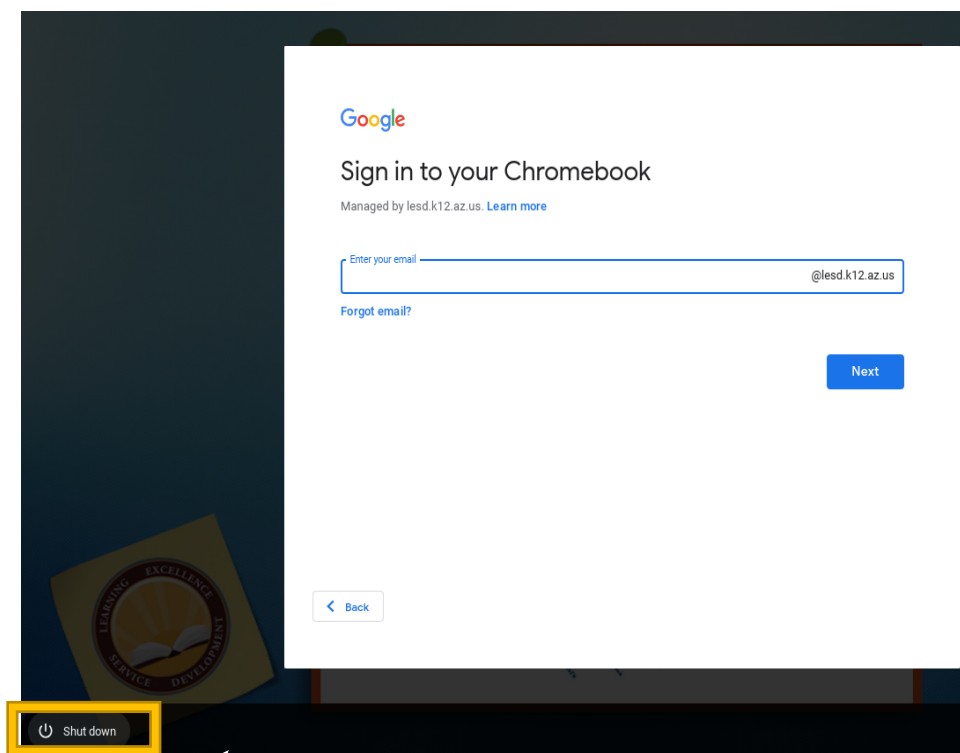 Google
Sign in to your Chromebook
Managed by lesd.k12.az.us. Learn more
Enter your email
@lesd.k12.az.us
Forgot email?
Next
LEARNING EXCELLENCE
SERVICE DEVELOPMENT
Back
Shut down